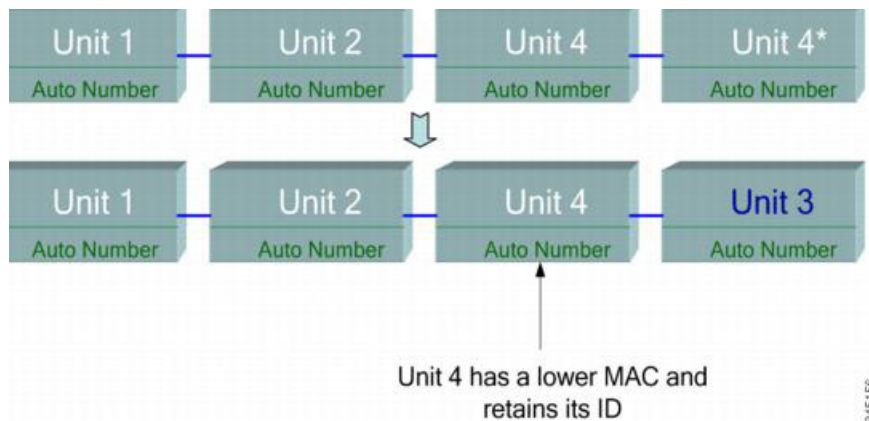 Unit 1 Unit 2 Unit 4 Unit 4*
Auto Number Auto Number Auto Number Auto Number
Unit 1 Unit 2 Unit 4 Unit 3
Auto Number Auto Number Auto Number Auto Number
Unit 4 has a lower MAC and
retains its ID